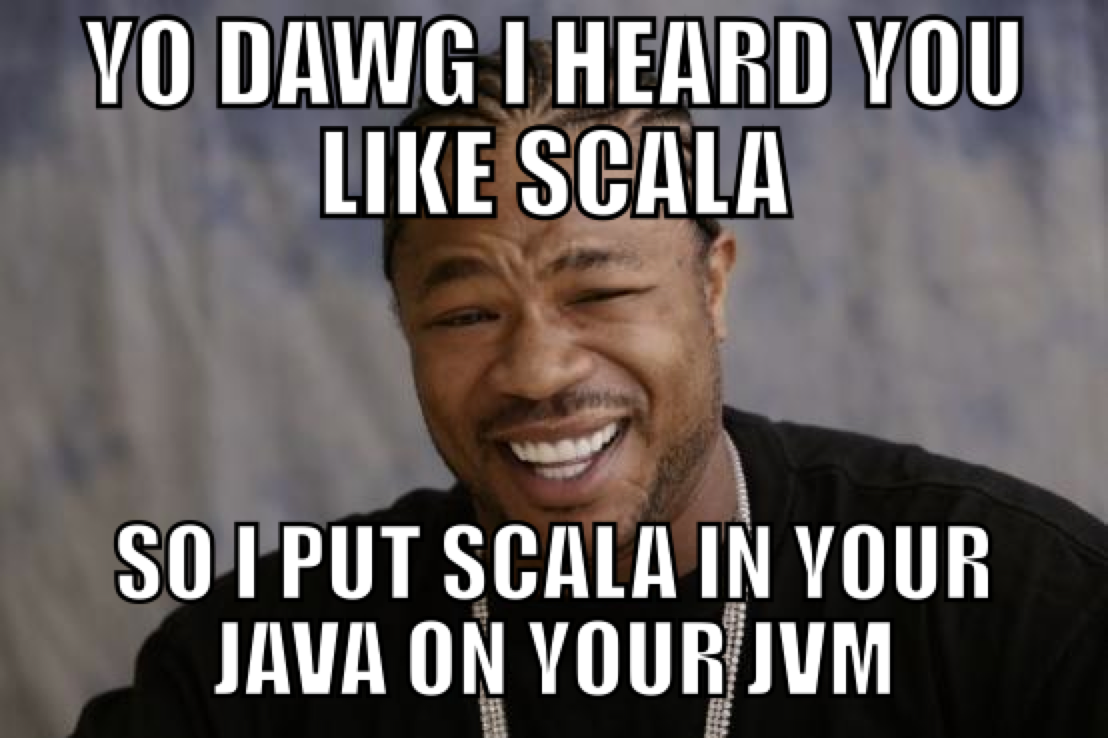 YO DAWG I HEARD YOU
LIKE SCALA
SO I PUT SCALA IN YOUR
JAVA ON YOUR JVM